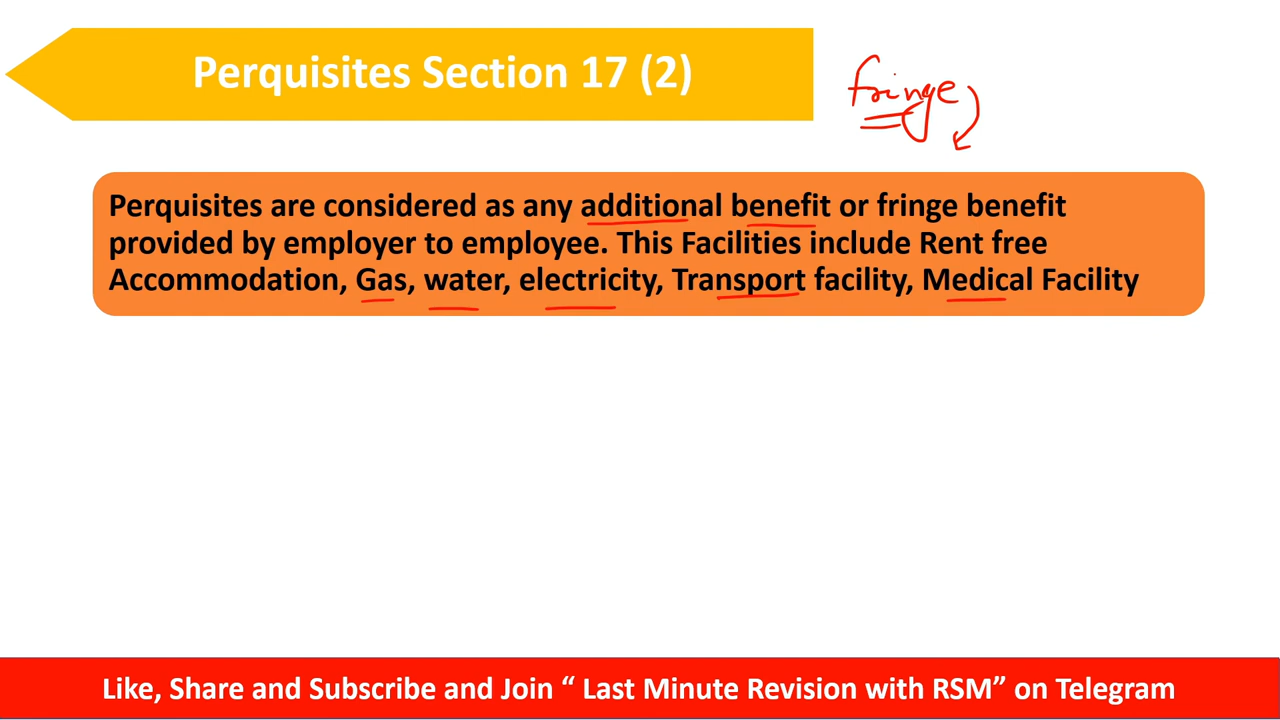 Perquisites Section 17 (2)
fringe
Perquisites are considered as any additional benefit or fringe benefit
provided by employer to employee. This Facilities include Rent free
Accommodation, Gas, water, electricity, Transport facility, Medical Facility
Like, Share and Subscribe and Join “ Last Minute Revision with RSM” on Telegram